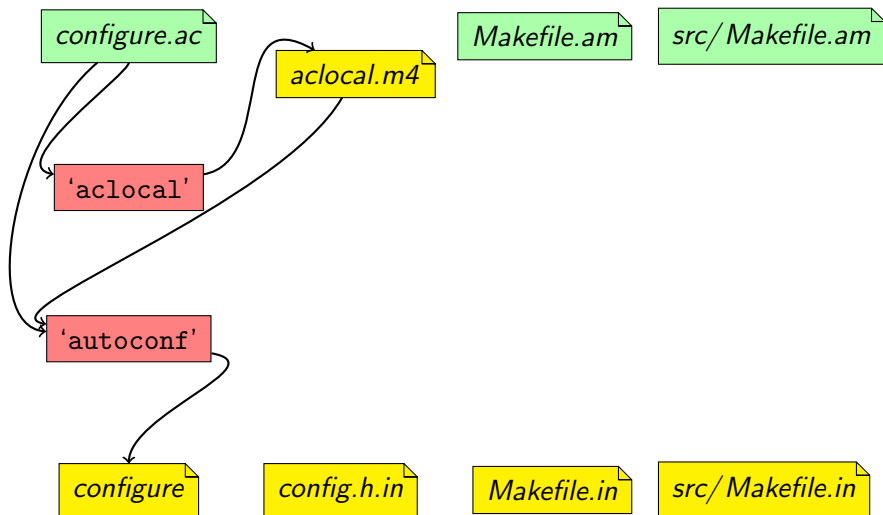 configure.ac
aclocal.m4
Makefile.am
src/Makefile.am
‘aclocal’
‘autoconf’
configure
config.h.in
Makefile.in
src/Makefile.in